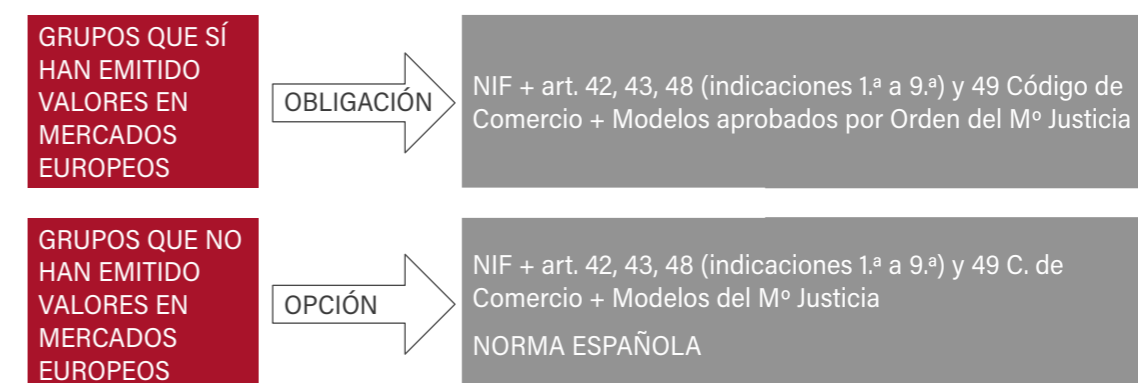 GRUPOS QUE SÍ
HAN EMITIDO
VALORES EN
MERCADOS
EUROPEOS
OBLIGACIÓN
NIF + art. 42, 43, 48 (indicaciones 1.ª a 9.ª) y 49 Código de
Comercio + Modelos aprobados por Orden del Mº Justicia
GRUPOS QUE NO
HAN EMITIDO
VALORES EN
MERCADOS
EUROPEOS
OPCIÓN
NIF + art. 42, 43, 48 (indicaciones 1.ª a 9.ª) y 49 C. de
Comercio + Modelos del Mº Justicia
NORMA ESPAÑOLA